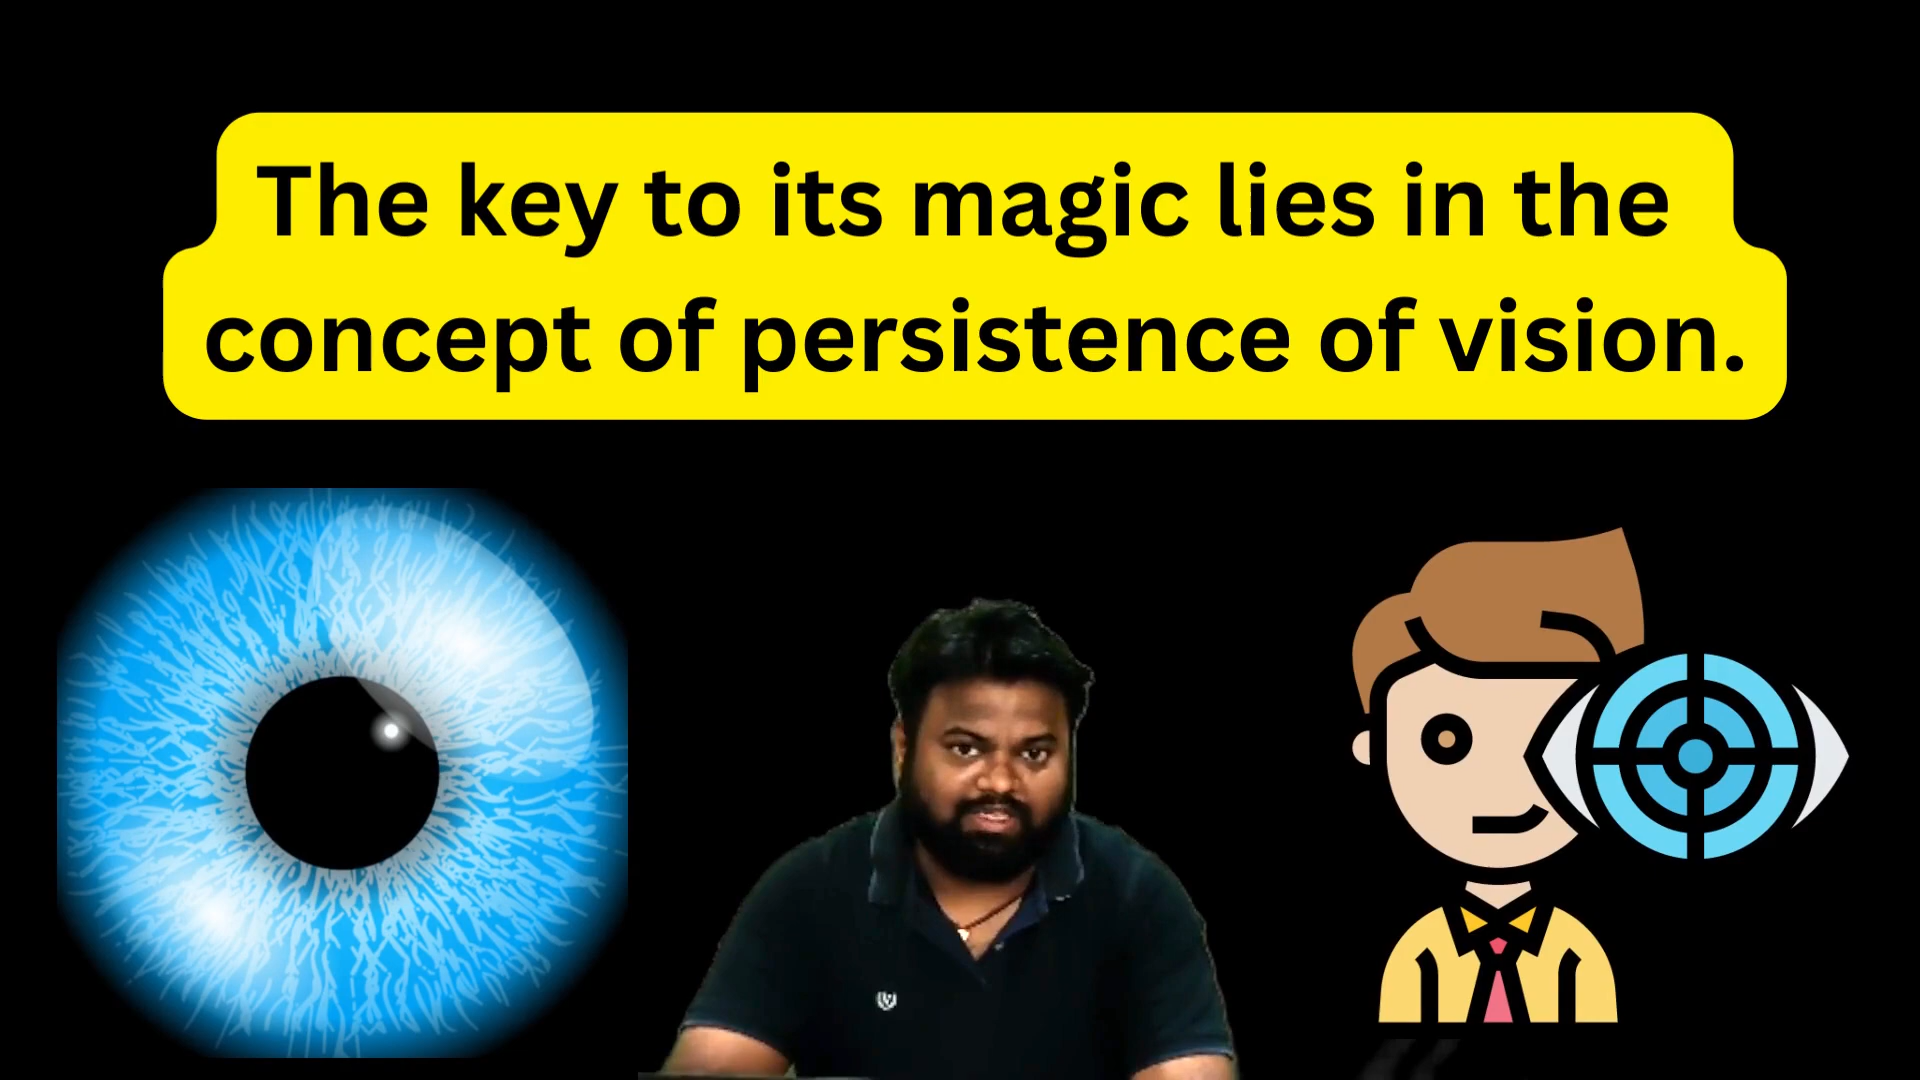 The key to its magic lies in the
concept of persistence of vision.